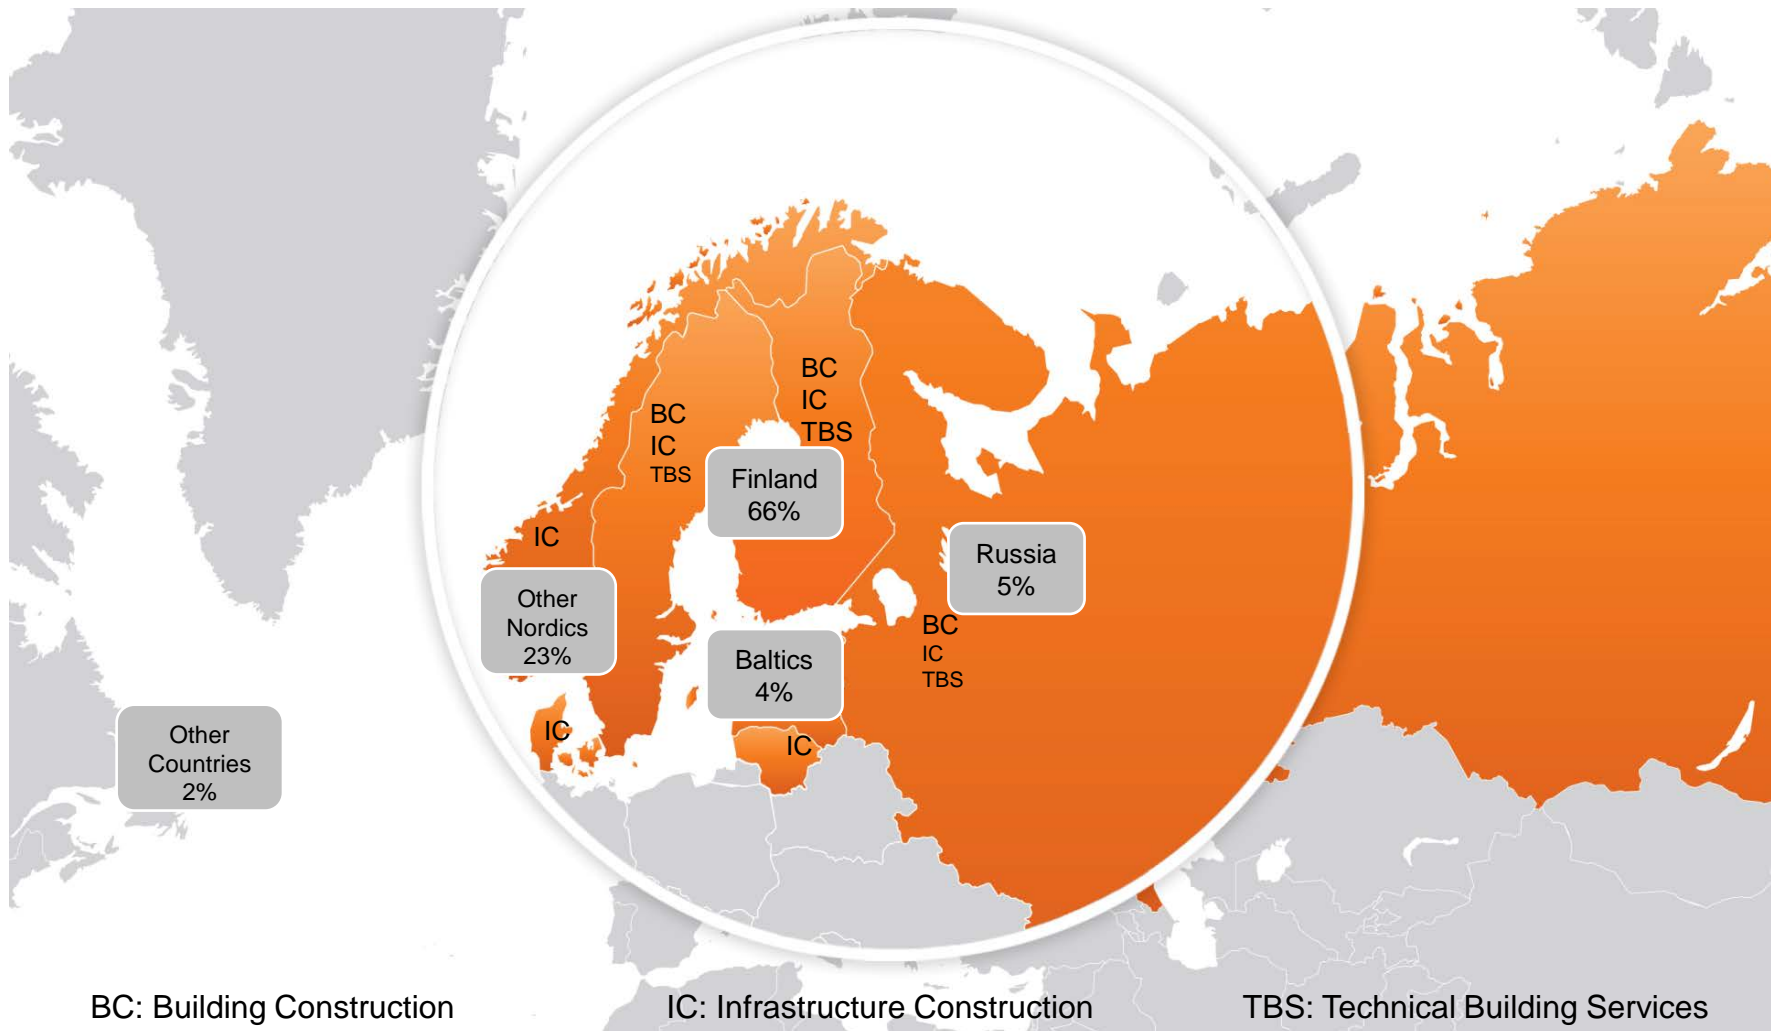 BC
IC
TBS
BC
IC
TBS
Finland
66%
IC
Russia
5%
Other
Nordics
23%
BC
IC
TBS
Baltics
4%
IC
IC
Other
Countries
2%
BC: Building Construction
IC: Infrastructure Construction
TBS: Technical Building Services